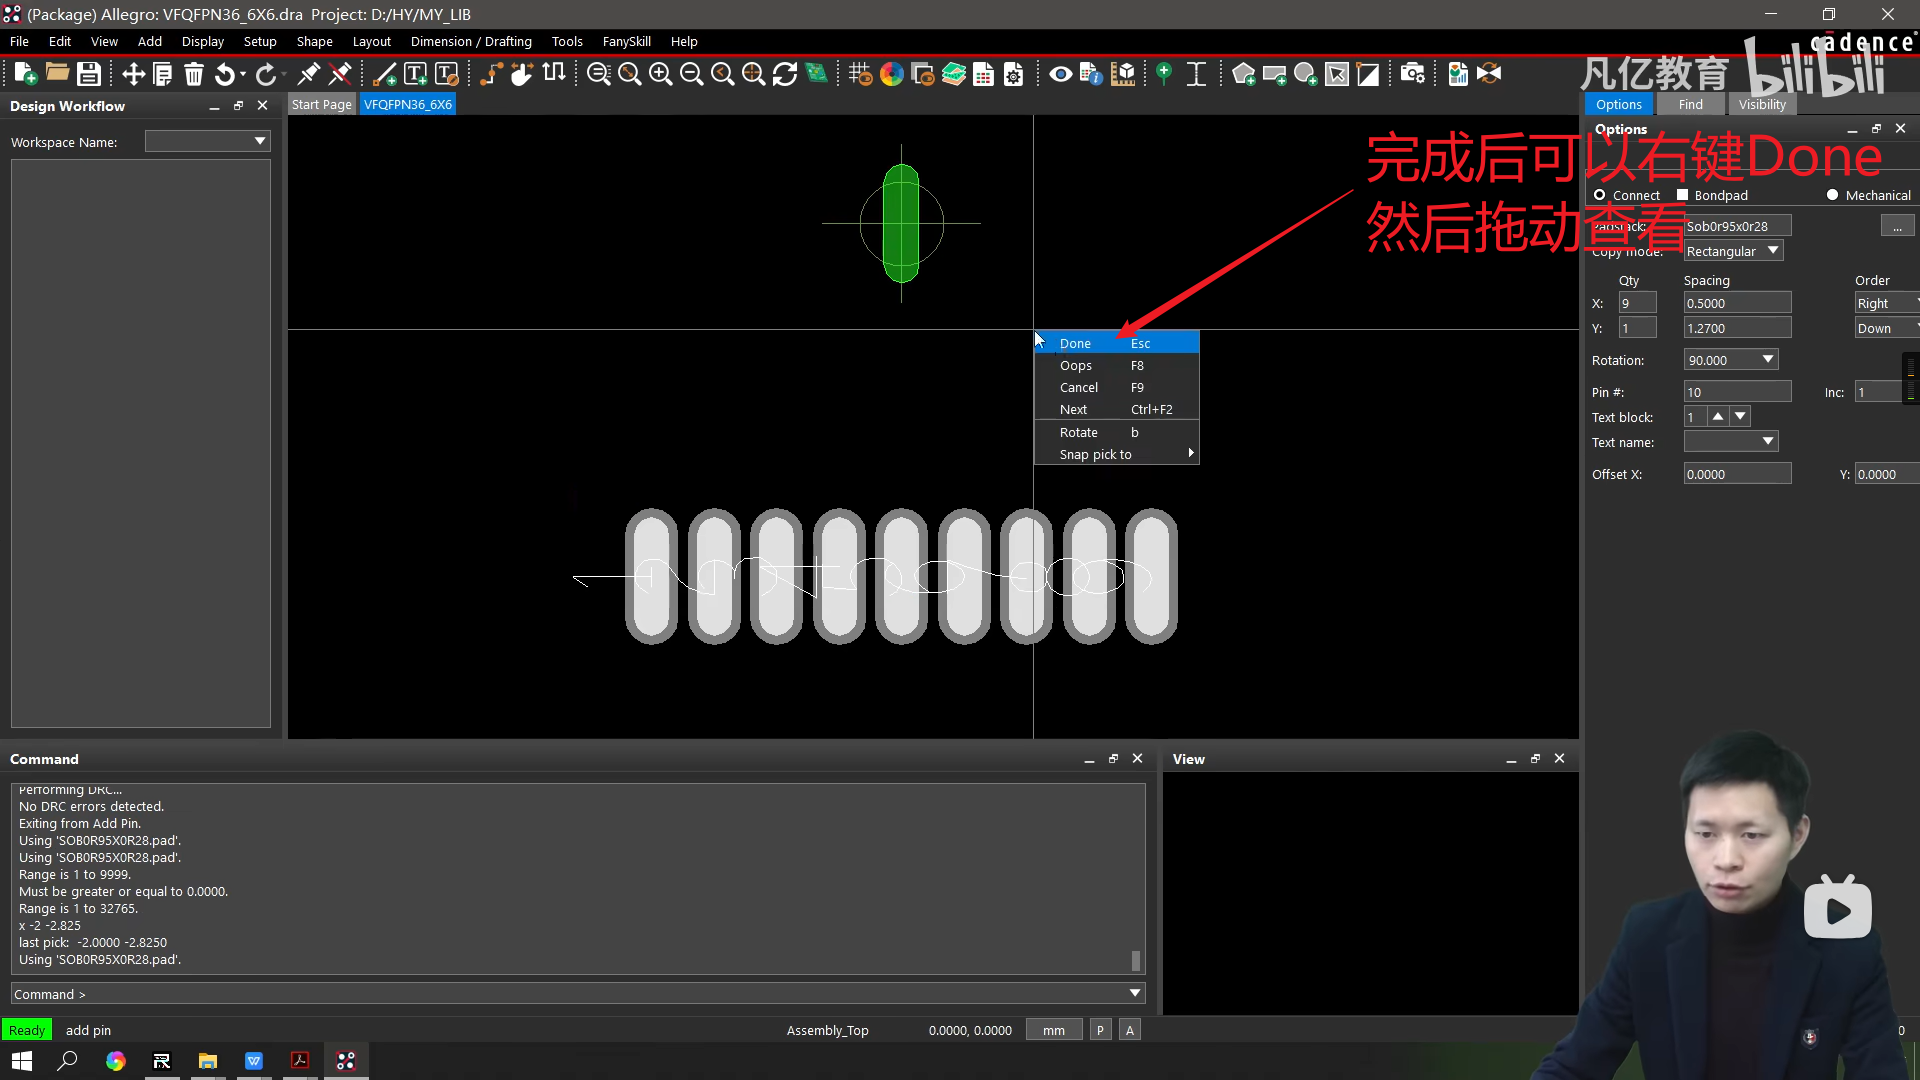 (Package) Allegro: VFQFPN36_6X6.dra  Project: D:/HY/MY_LIB
File Edit View Add Display Setup Shape Layout Dimension / Drafting Tools FanySkill Help
cadence
凡亿教育 bilibili
Design Workflow
Start Page VFQFPN36_6X6
Options Find Visibility
Workspace Name:
Options
完成后可以右键Done
然后拖动查看
Connect Bondpad Mechanical
Padstack: Sob0r95x0r28 ...
Copy mode: Rectangular
Qty Spacing Order
X: 9 0.5000 Right
Y: 1 1.2700 Down
Rotation: 90.000
Pin #: 10 Inc: 1
Text block: 1
Text name:
Offset X: 0.0000 Y: 0.0000
Done Esc
Oops F8
Cancel F9
Next Ctrl+F2
Rotate b
Snap pick to
Command
Performing DRC...
No DRC errors detected.
Exiting from Add Pin.
Using 'SOB0R95X0R28.pad'.
Using 'SOB0R95X0R28.pad'.
Range is 1 to 9999.
Must be greater or equal to 0.0000.
Range is 1 to 32765.
x -2 -2.825
last pick:  -2.0000 -2.8250
Using 'SOB0R95X0R28.pad'.
Command >
View
Ready add pin Assembly_Top 0.0000, 0.0000 mm P A 0